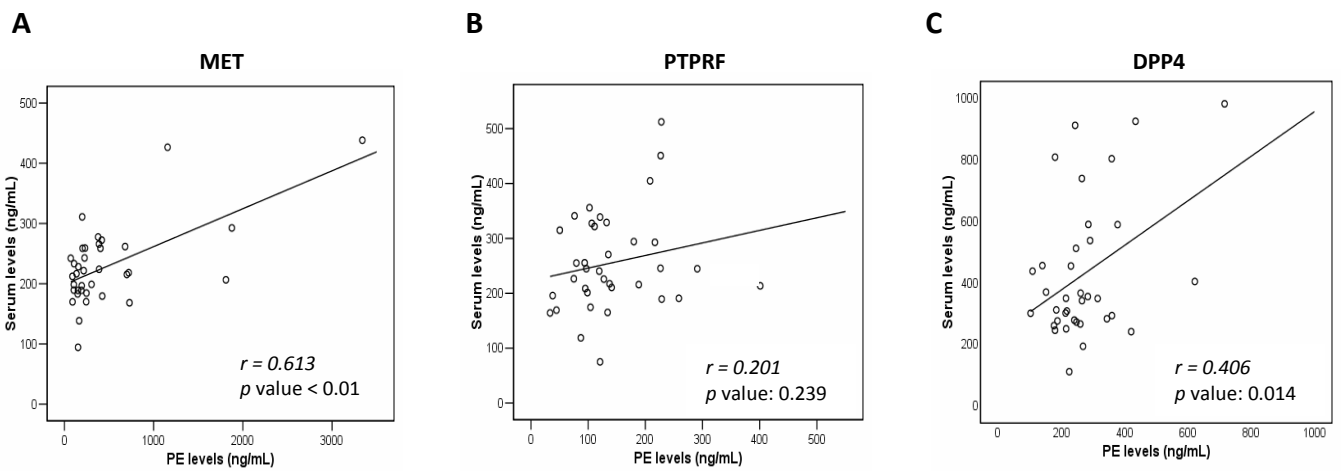 A
MET
Serum levels (ng/mL)
500
400
300
200
100
0
r = 0.613
p value < 0.01
0 1000 2000 3000
PE levels (ng/mL)
B
PTPRF
Serum levels (ng/mL)
500
400
300
200
100
0
r = 0.201
p value: 0.239
0 100 200 300 400 500
PE levels (ng/mL)
C
DPP4
Serum levels (ng/mL)
1000
800
600
400
200
0
r = 0.406
p value: 0.014
0 200 400 600 800 1000
PE levels (ng/mL)